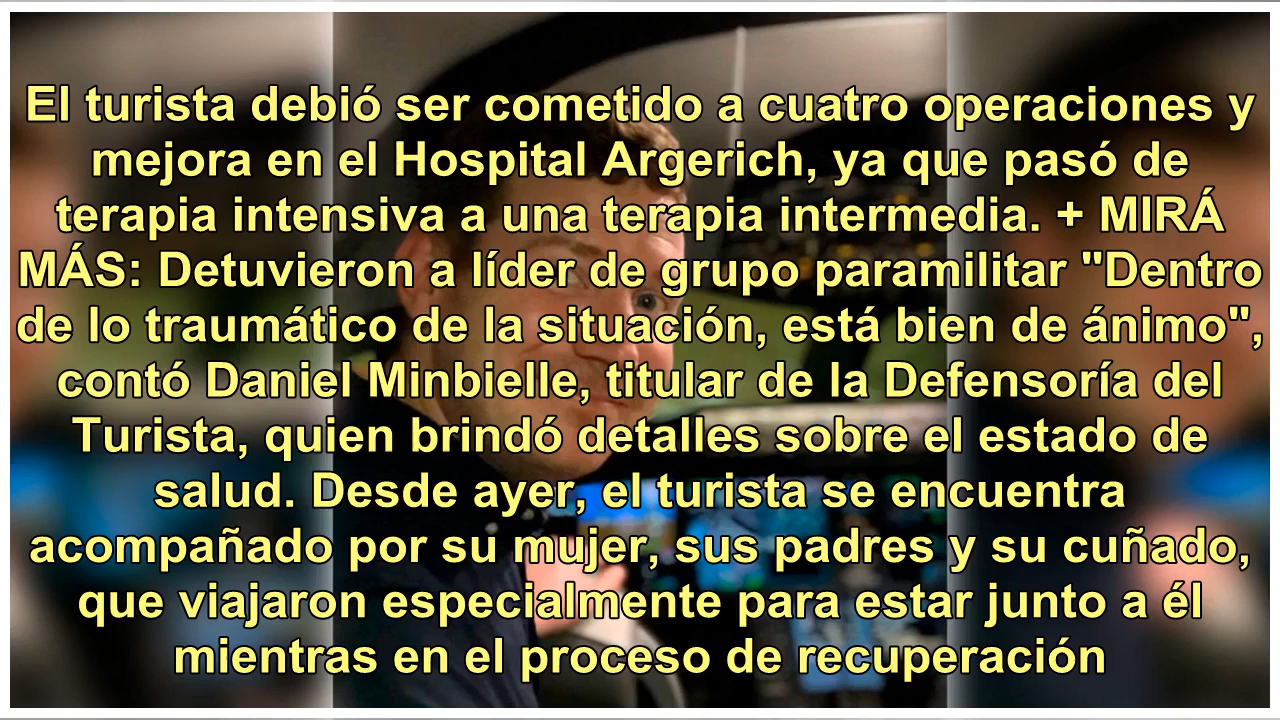 El turista debió ser cometido a cuatro operaciones y
mejora en el Hospital Argerich, ya que pasó de
terapia intensiva a una terapia intermedia. + MIRÁ
MÁS: Detuvieron a líder de grupo paramilitar "Dentro
de lo traumático de la situación, está bien de ánimo",
contó Daniel Minbielle, titular de la Defensoría del
Turista, quien brindó detalles sobre el estado de
salud. Desde ayer, el turista se encuentra
acompañado por su mujer, sus padres y su cuñado,
que viajaron especialmente para estar junto a él
mientras en el proceso de recuperación